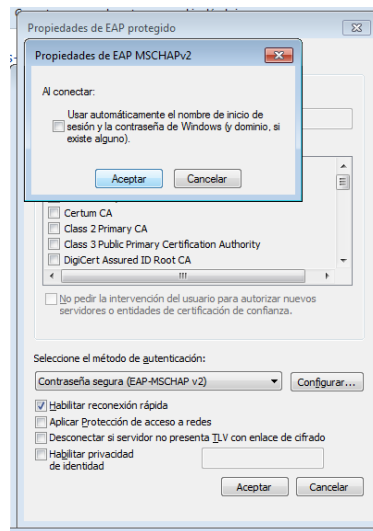 Propiedades de EAP protegido
Propiedades de EAP MSCHAPv2
Al conectar:
Usar automáticamente el nombre de inicio de
sesión y la contraseña de Windows (y dominio, si
existe alguno).
Aceptar Cancelar
Certum CA
Class 2 Primary CA
Class 3 Public Primary Certification Authority
DigiCert Assured ID Root CA
No pedir la intervención del usuario para autorizar nuevos
servidores o entidades de certificación de confianza.
Seleccione el método de autenticación:
Contraseña segura (EAP-MSCHAP v2) Configurar...
Habilitar reconexión rápida
Aplicar Protección de acceso a redes
Desconectar si servidor no presenta TLV con enlace de cifrado
Habilitar privacidad
de identidad
Aceptar Cancelar